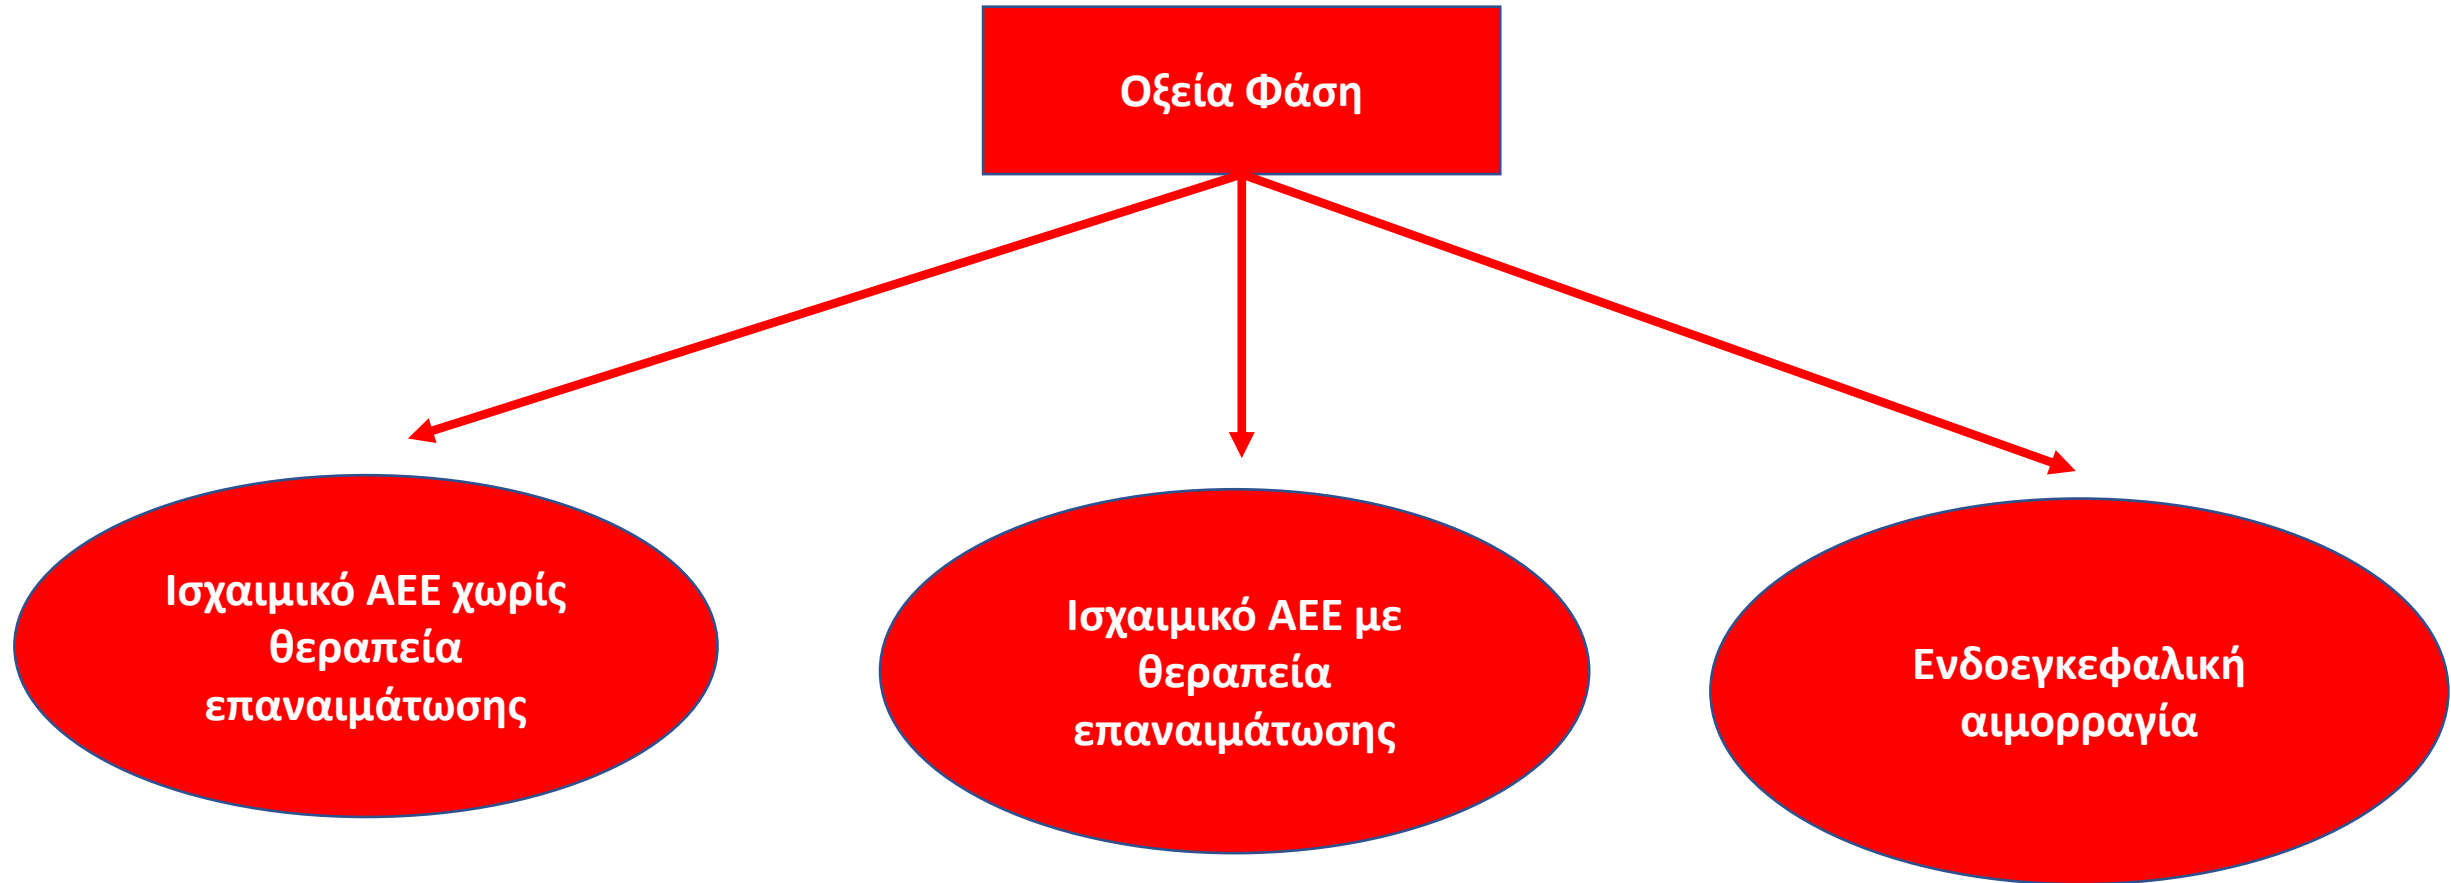 Οξεία Φάση
Ισχαιμικό ΑΕΕ χωρίς
θεραπεία
επαναιμάτωσης
Ισχαιμικό ΑΕΕ με
θεραπεία
επαναιμάτωσης
Ενδοεγκεφαλική
αιμορραγία